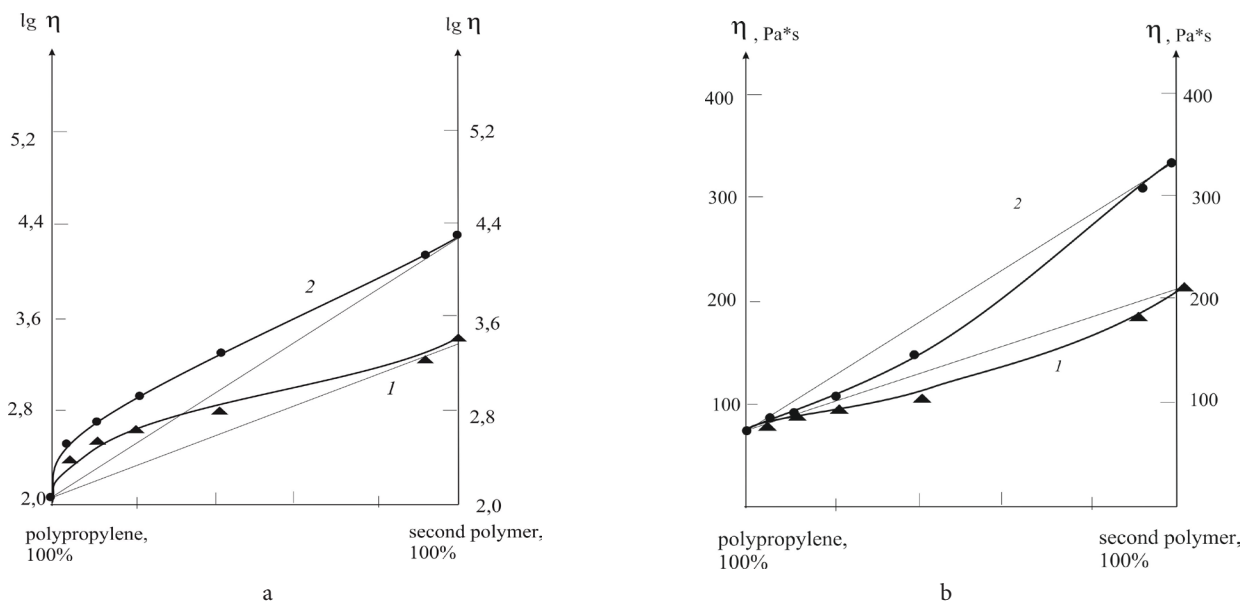 lg η
lg η
5,2
5,2
4,4
4,4
2
3,6
3,6
1
2,8
2,8
2,0
2,0
polypropylene,
100%
second polymer,
100%
a
η , Pa*s
η , Pa*s
400
400
300
300
2
200
200
1
100
100
polypropylene,
100%
second polymer,
100%
b